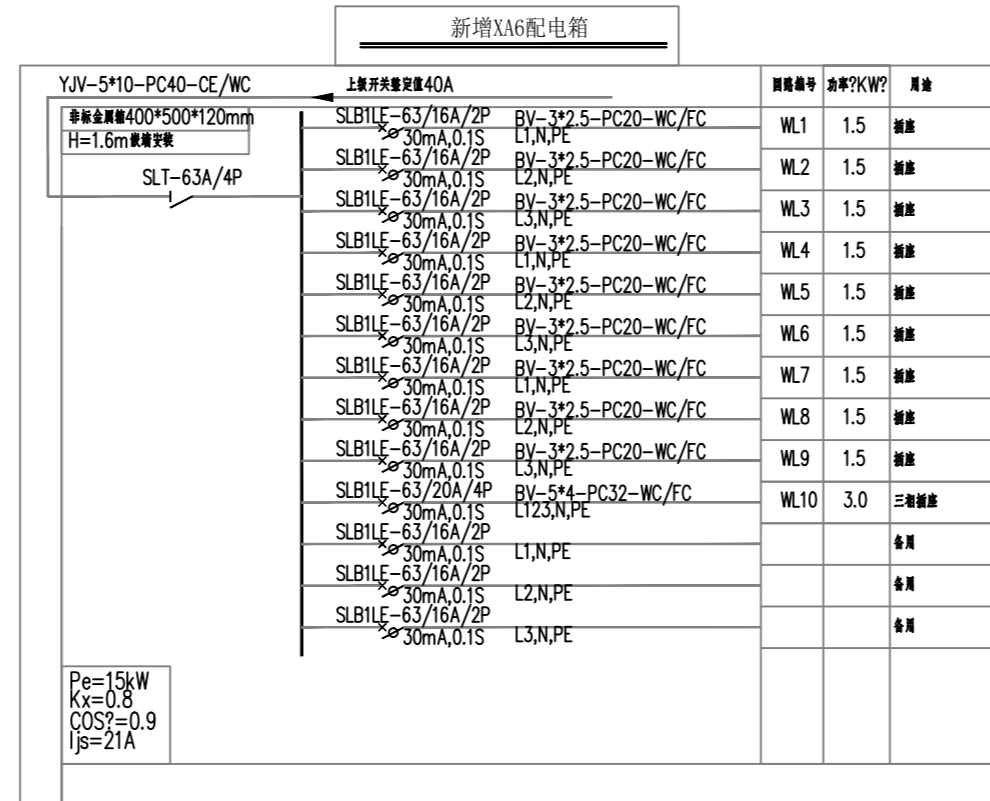 新增XA6配电箱
YJV-5*10-PC40-CE/WC 上级开关整定值40A 回路编号 功率?KW? 用途
非标金属箱400*500*120mm
H=1.6m嵌墙安装
SLT-63A/4P
SLB1LE-63/16A/2P BV-3*2.5-PC20-WC/FC WL1 1.5 插座
30mA,0.1S L1,N,PE
SLB1LE-63/16A/2P BV-3*2.5-PC20-WC/FC WL2 1.5 插座
30mA,0.1S L2,N,PE
SLB1LE-63/16A/2P BV-3*2.5-PC20-WC/FC WL3 1.5 插座
30mA,0.1S L3,N,PE
SLB1LE-63/16A/2P BV-3*2.5-PC20-WC/FC WL4 1.5 插座
30mA,0.1S L1,N,PE
SLB1LE-63/16A/2P BV-3*2.5-PC20-WC/FC WL5 1.5 插座
30mA,0.1S L2,N,PE
SLB1LE-63/16A/2P BV-3*2.5-PC20-WC/FC WL6 1.5 插座
30mA,0.1S L3,N,PE
SLB1LE-63/16A/2P BV-3*2.5-PC20-WC/FC WL7 1.5 插座
30mA,0.1S L1,N,PE
SLB1LE-63/16A/2P BV-3*2.5-PC20-WC/FC WL8 1.5 插座
30mA,0.1S L2,N,PE
SLB1LE-63/16A/2P BV-3*2.5-PC20-WC/FC WL9 1.5 插座
30mA,0.1S L3,N,PE
SLB1LE-63/20A/4P BV-5*4-PC32-WC/FC WL10 3.0 三相插座
30mA,0.1S L123,N,PE
SLB1LE-63/16A/2P 备用
30mA,0.1S L1,N,PE
SLB1LE-63/16A/2P 备用
30mA,0.1S L2,N,PE
SLB1LE-63/16A/2P 备用
30mA,0.1S L3,N,PE
Pe=15kW
Kx=0.8
COS?=0.9
Ijs=21A